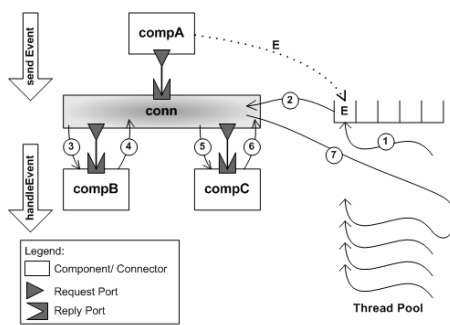 send Event
compA
E
conn
E
2
1
3
4
5
6
7
handleEvent
compB
compC
Legend:
Component/ Connector
Request Port
Reply Port
Thread Pool